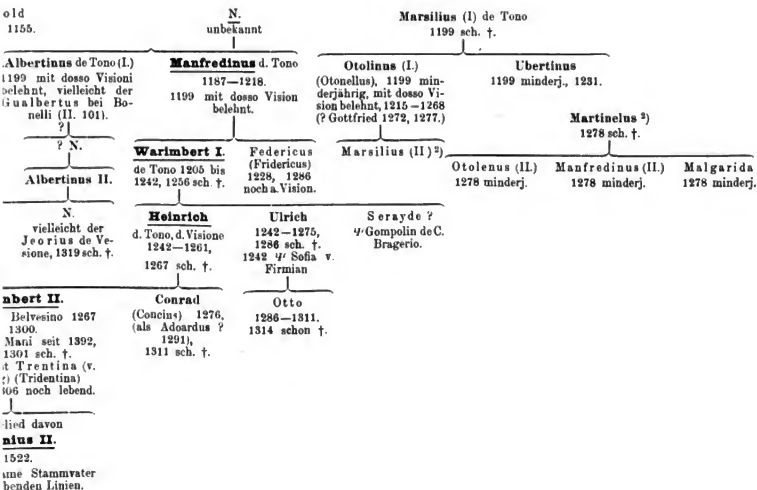 old
1155.
N.
unbekannt
Marsilius (I) de Tono
1199 sch. †.
Albertinus de Tono (I.)
1199 mit dosso Visioni
belehnt, vielleicht der
Gualbertus bei Bo-
nelli (II. 101).
?
Manfredinus d. Tono
1187—1218.
1199 mit dosso Vision
belehnt.
Otolinus (I.)
(Otonellus), 1199 min-
derjährig, mit dosso Vi-
sion belehnt, 1215—1268
(? Gottfried 1272, 1277.)
Ubertinus
1199 minderj., 1231.
? N.
Albertinus II.
Warimbert I.
de Tono 1205 bis
1242, 1256 sch. †.
Federicus
(Fridericus)
1228, 1286
noch a. Vision.
Marsilius (II) ²)
Martinelus ²)
1278 sch. †.
Otolenus (II.)
1278 minderj.
Manfredinus (II.)
1278 minderj.
Malgarida
1278 minderj.
N.
vielleicht der
Jeorius de Ve-
sione, 1319 sch. †.
Heinrich
d. Tono, d. Visione
1242—1261,
1267 sch. †.
Ulrich
1242—1275,
1286 sch. †.
1242 Ψ Sofia v.
Firmian
Serayde ?
Ψ Gompolin de C.
Bragerio.
nbert II.
Belvesino 1267
1300.
Mani seit 1392,
1301 sch. †.
t Trentina (v.
) (Tridentina)
306 noch lebend.
Conrad
(Concius) 1276,
(als Adoardus ?
1291),
1311 sch. †.
Otto
1286—1311.
1314 schon †.
lied davon
nius II.
1522.
ame Stammvater
benden Linien.